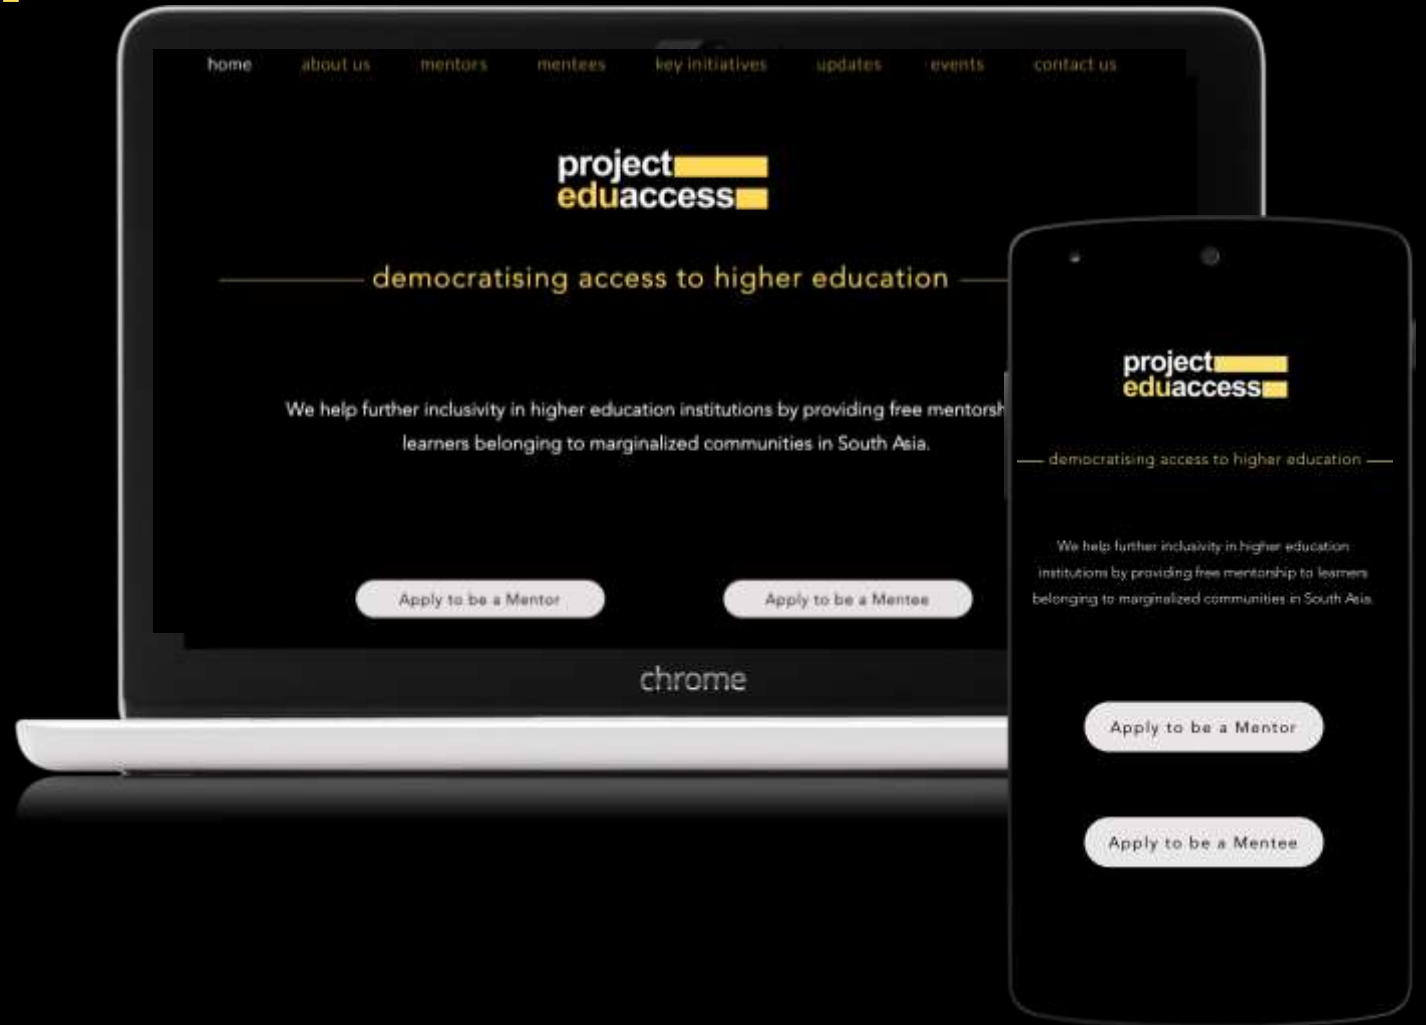 home about us mentors mentees key initiatives updates events contact us
project
eduaccess
democratising access to higher education
We help further inclusivity in higher education institutions by providing free mentorsh
learners belonging to marginalized communities in South Asia.
Apply to be a Mentor Apply to be a Mentee
chrome
project
eduaccess
democratising access to higher education
We help further inclusivity in higher education
institutions by providing free mentorship to learners
belonging to marginalized communities in South Asia.
Apply to be a Mentor
Apply to be a Mentee